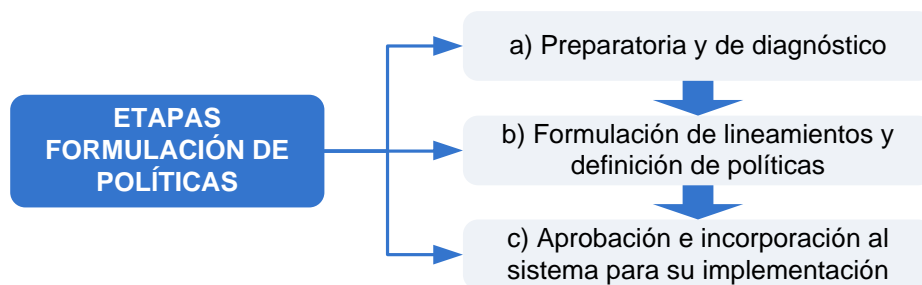 ETAPAS
FORMULACIÓN DE
POLÍTICAS
a) Preparatoria y de diagnóstico
b) Formulación de lineamientos y
definición de políticas
c) Aprobación e incorporación al
sistema para su implementación